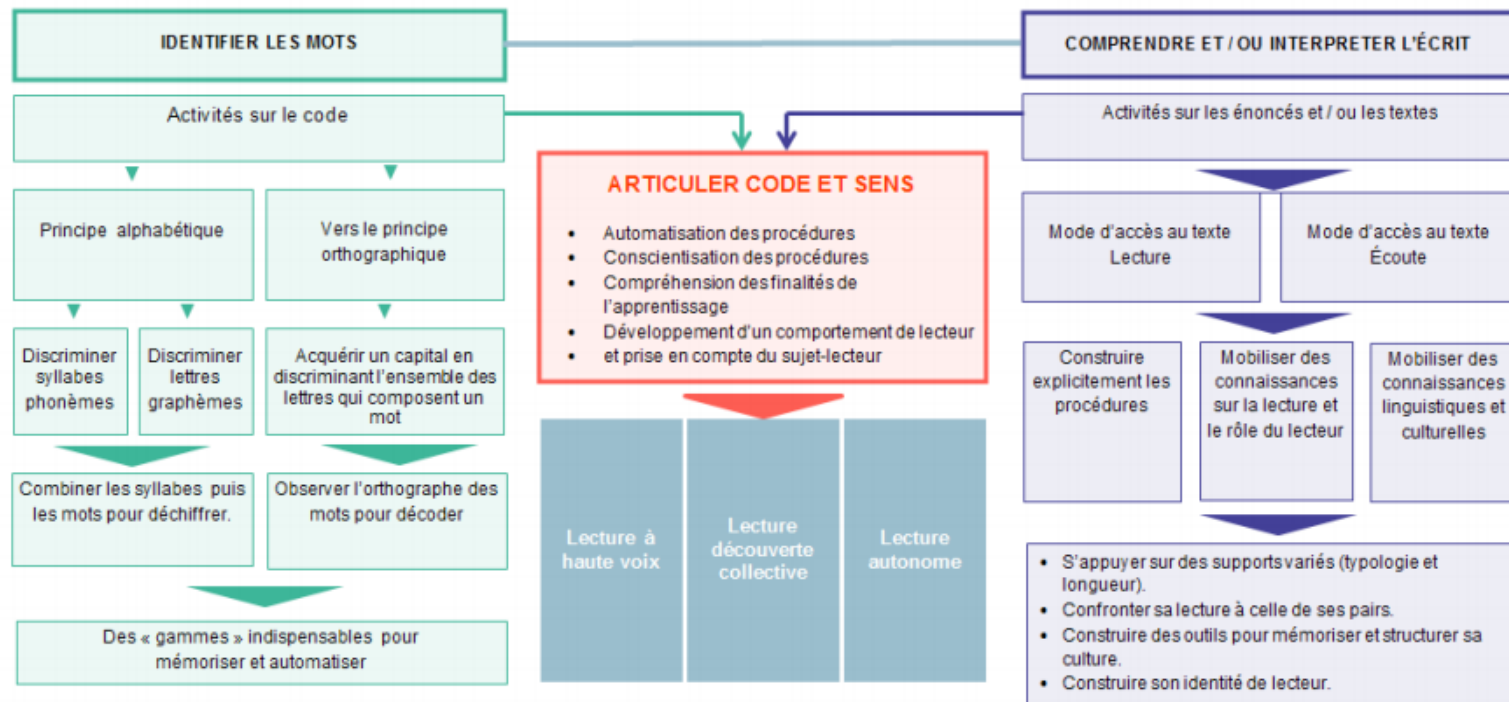 IDENTIFIER LES MOTS
Activités sur le code
Principe alphabétique
Vers le principe
orthographique
Discriminer
syllabes
phonèmes
Discriminer
lettres
graphèmes
Acquérir un capital en
discriminant l'ensemble des
lettres qui composent un
mot
Combiner les syllabes puis
les mots pour déchiffrer.
Observer l'orthographe des
mots pour décoder
Des « gammes » indispensables pour
mémoriser et automatiser
ARTICULER CODE ET SENS
• Automatisation des procédures
• Conscientisation des procédures
• Compréhension des finalités de
l'apprentissage
• Développement d'un comportement de lecteur
• et prise en compte du sujet-lecteur
Lecture à
haute voix
Lecture
découverte
collective
Lecture
autonome
COMPRENDRE ET / OU INTERPRETER L'ÉCRIT
Activités sur les énoncés et / ou les textes
Mode d'accès au texte
Lecture
Mode d'accès au texte
Écoute
Construire
explicitement les
procédures
Mobiliser des
connaissances
sur la lecture et
le rôle du lecteur
Mobiliser des
connaissances
linguistiques et
culturelles
• S'appuyer sur des supports variés (typologie et
longueur).
• Confronter sa lecture à celle de ses pairs.
• Construire des outils pour mémoriser et structurer sa
culture.
• Construire son identité de lecteur.